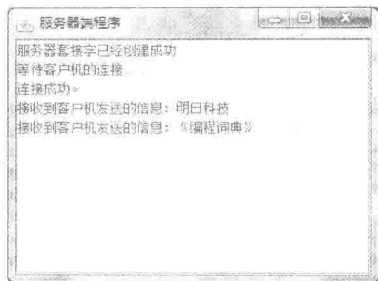 服务器端程序
服务器套接字已经创建成功
等待客户机的连接
连接成功。
接收到客户机发送的信息：明日科技
接收到客户机发送的信息：《编程词典》